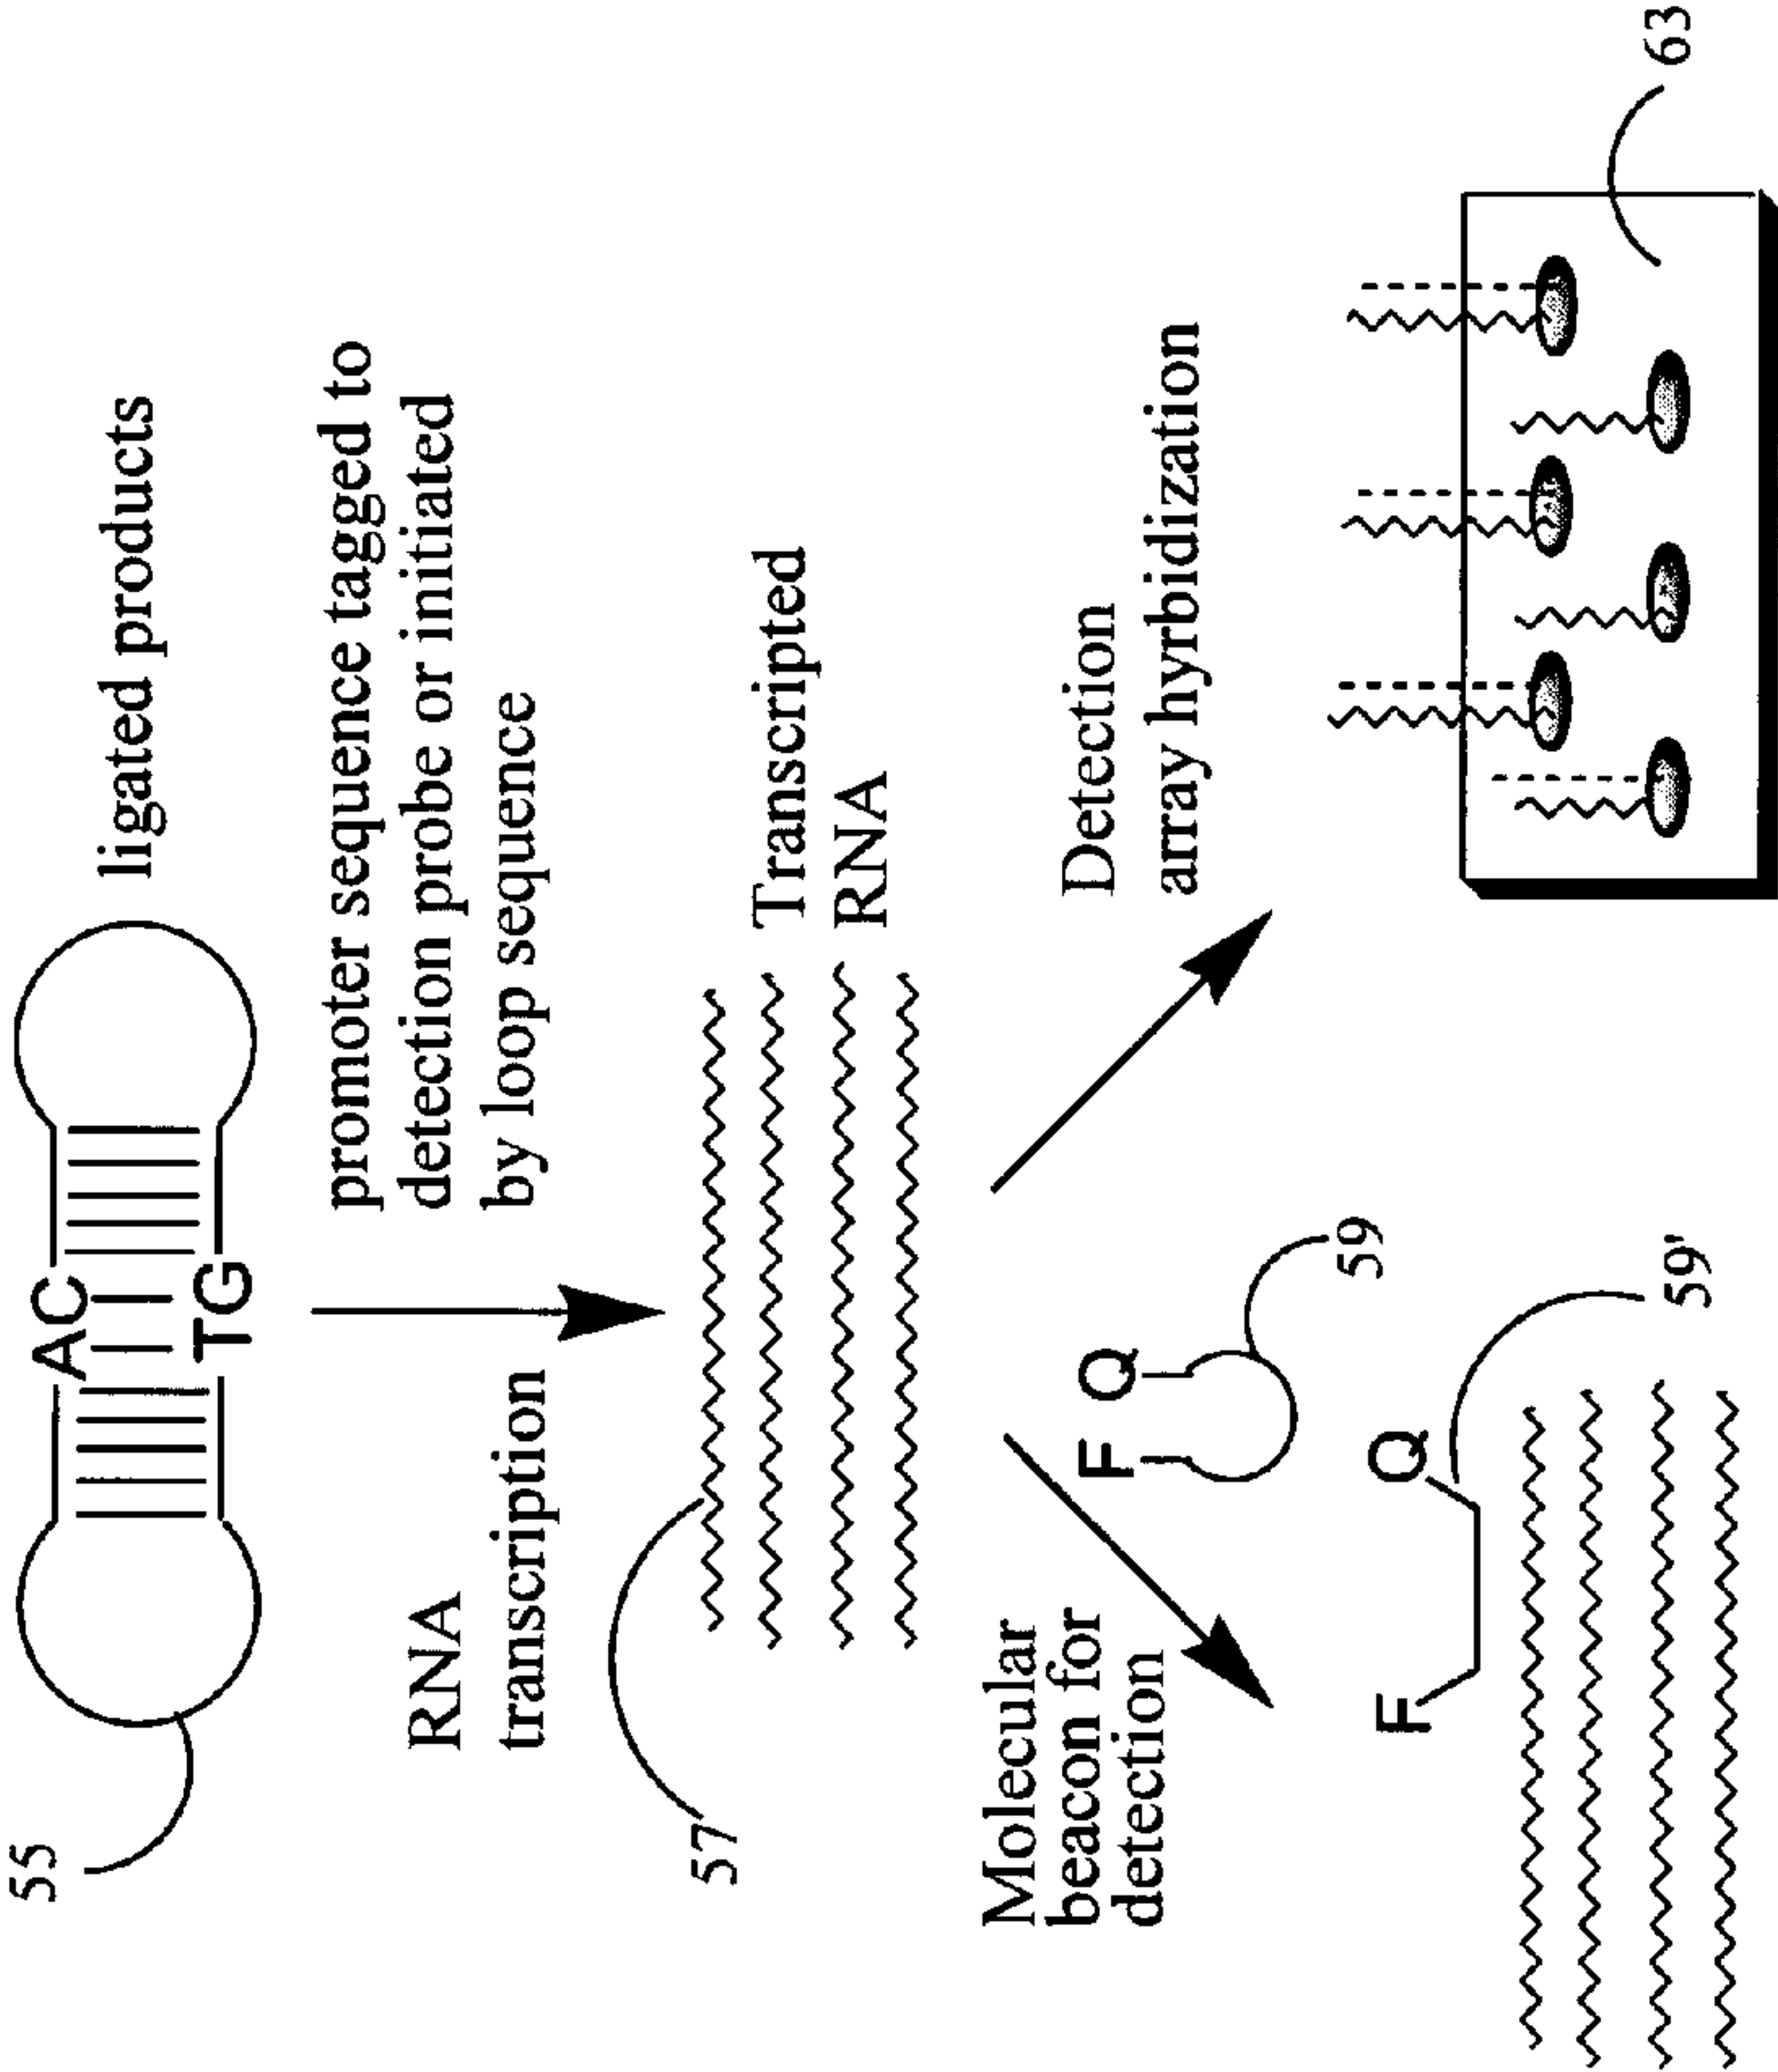 55
AC
TG
ligated products
RNA
transcription
promoter sequence tagged to
detection probe or initiated
by loop sequence
57
Transcripted
RNA
Molecular
beacon for
detection
F Q
59
F Q
59'
Detection
array hyrbidization
63